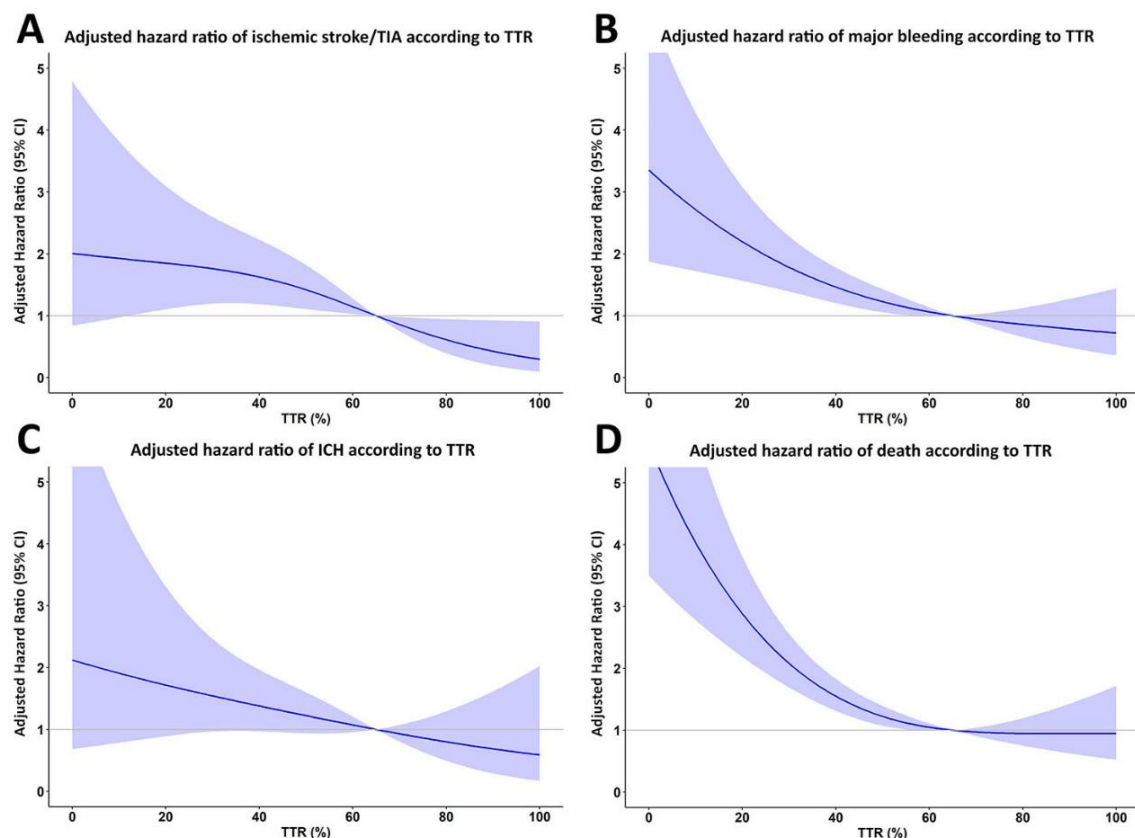 A
Adjusted hazard ratio of ischemic stroke/TIA according to TTR
Adjusted Hazard Ratio (95% CI)
5
4
3
2
1
0
0 20 40 60 80 100
TTR (%)
B
Adjusted hazard ratio of major bleeding according to TTR
Adjusted Hazard Ratio (95% CI)
5
4
3
2
1
0
0 20 40 60 80 100
TTR (%)
C
Adjusted hazard ratio of ICH according to TTR
Adjusted Hazard Ratio (95% CI)
5
4
3
2
1
0
0 20 40 60 80 100
TTR (%)
D
Adjusted hazard ratio of death according to TTR
Adjusted Hazard Ratio (95% CI)
5
4
3
2
1
0
0 20 40 60 80 100
TTR (%)